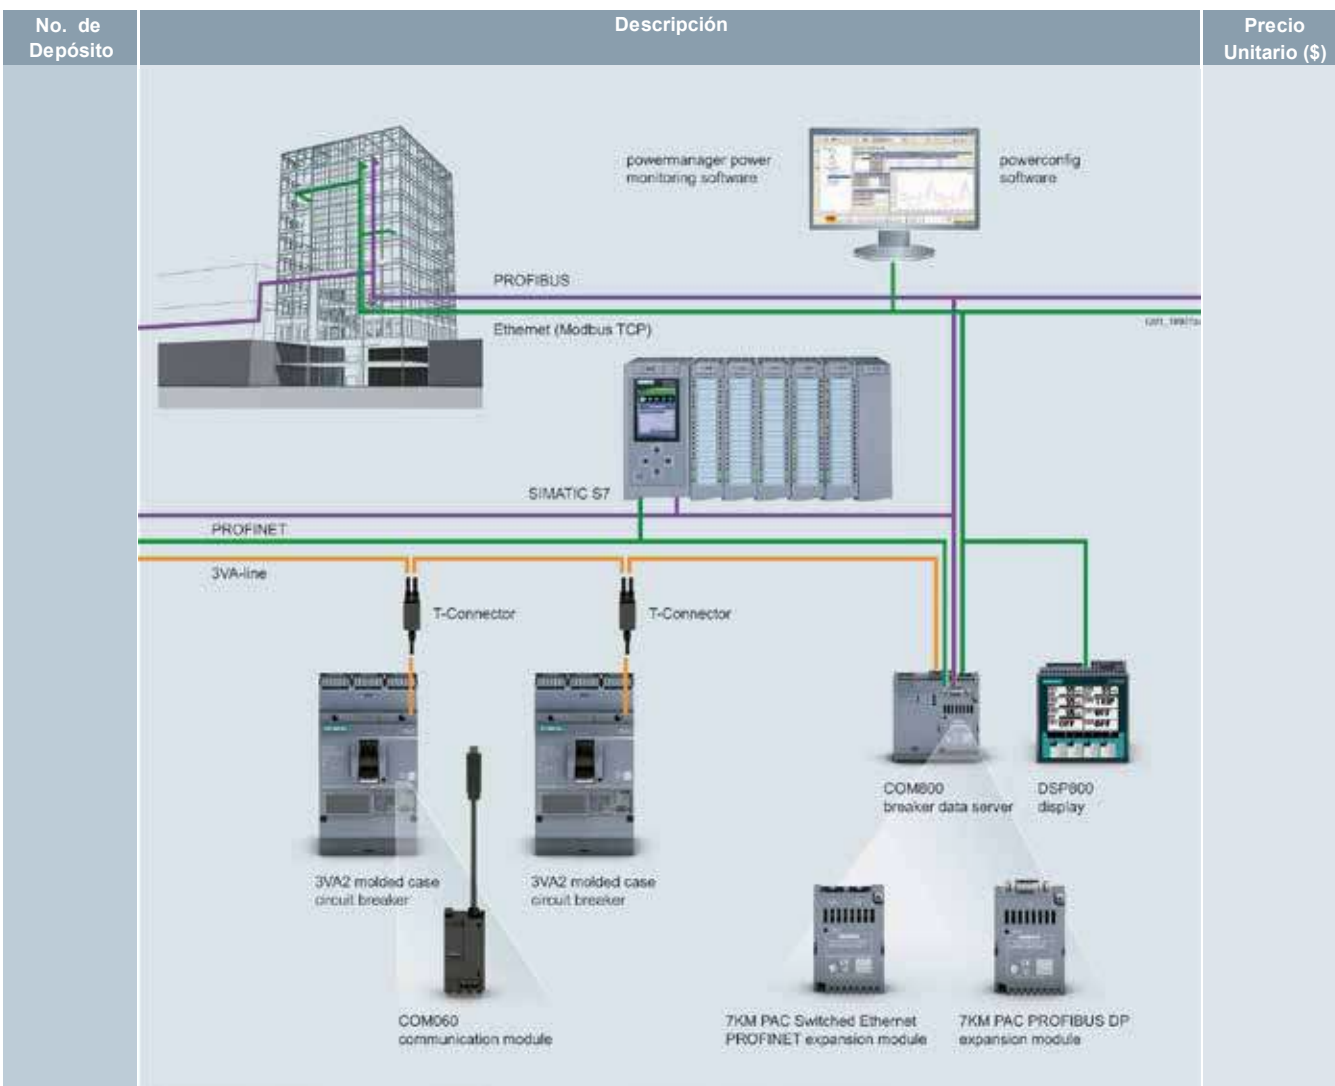 No. de
Depósito
Descripción
Precio
Unitario ($)
powermanager power
monitoring software
powerconfig
software
PROFIBUS
Ethernet (Modbus TCP)
SIMATIC S7
PROFINET
3VA-line
T-Connector
T-Connector
COM800
breaker data server
DSP800
display
3VA2 molded case
circuit breaker
3VA2 molded case
circuit breaker
COM060
communication module
7KM PAC Switched Ethernet
PROFINET expansion module
7KM PAC PROFIBUS DP
expansion module